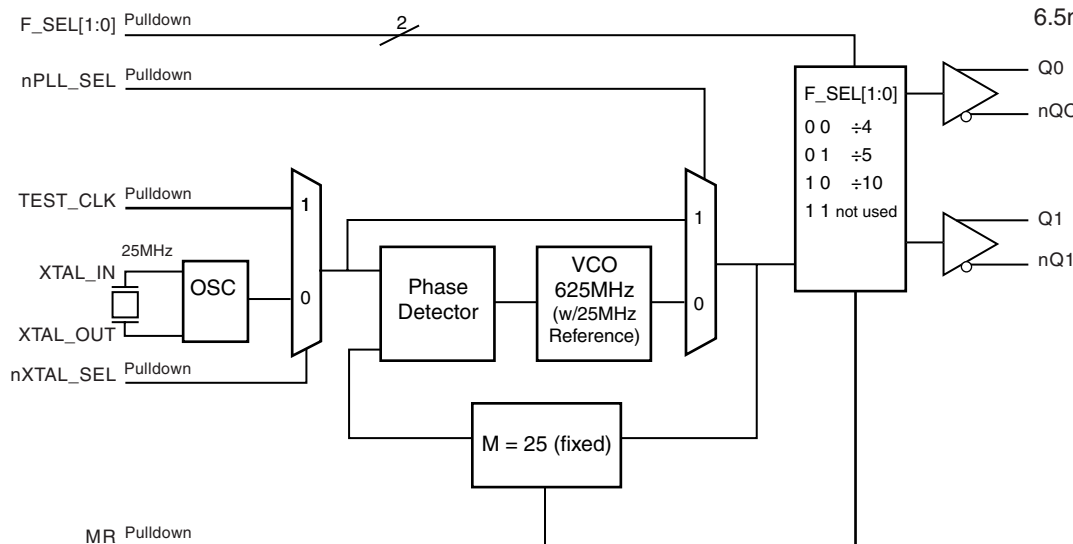 F_SEL[1:0] Pulldown
2
6.5
nPLL_SEL Pulldown
Q0
F_SEL[1:0]
0 0 ÷4
0 1 ÷5
1 0 ÷10
1 1 not used
TEST_CLK Pulldown
1
1
Q1
nQ1
25MHz
XTAL_IN
OSC
0
Phase
Detector
VCO
625MHz
(w/25MHz
Reference)
0
XTAL_OUT
nXTAL_SEL Pulldown
M = 25 (fixed)
MR Pulldown